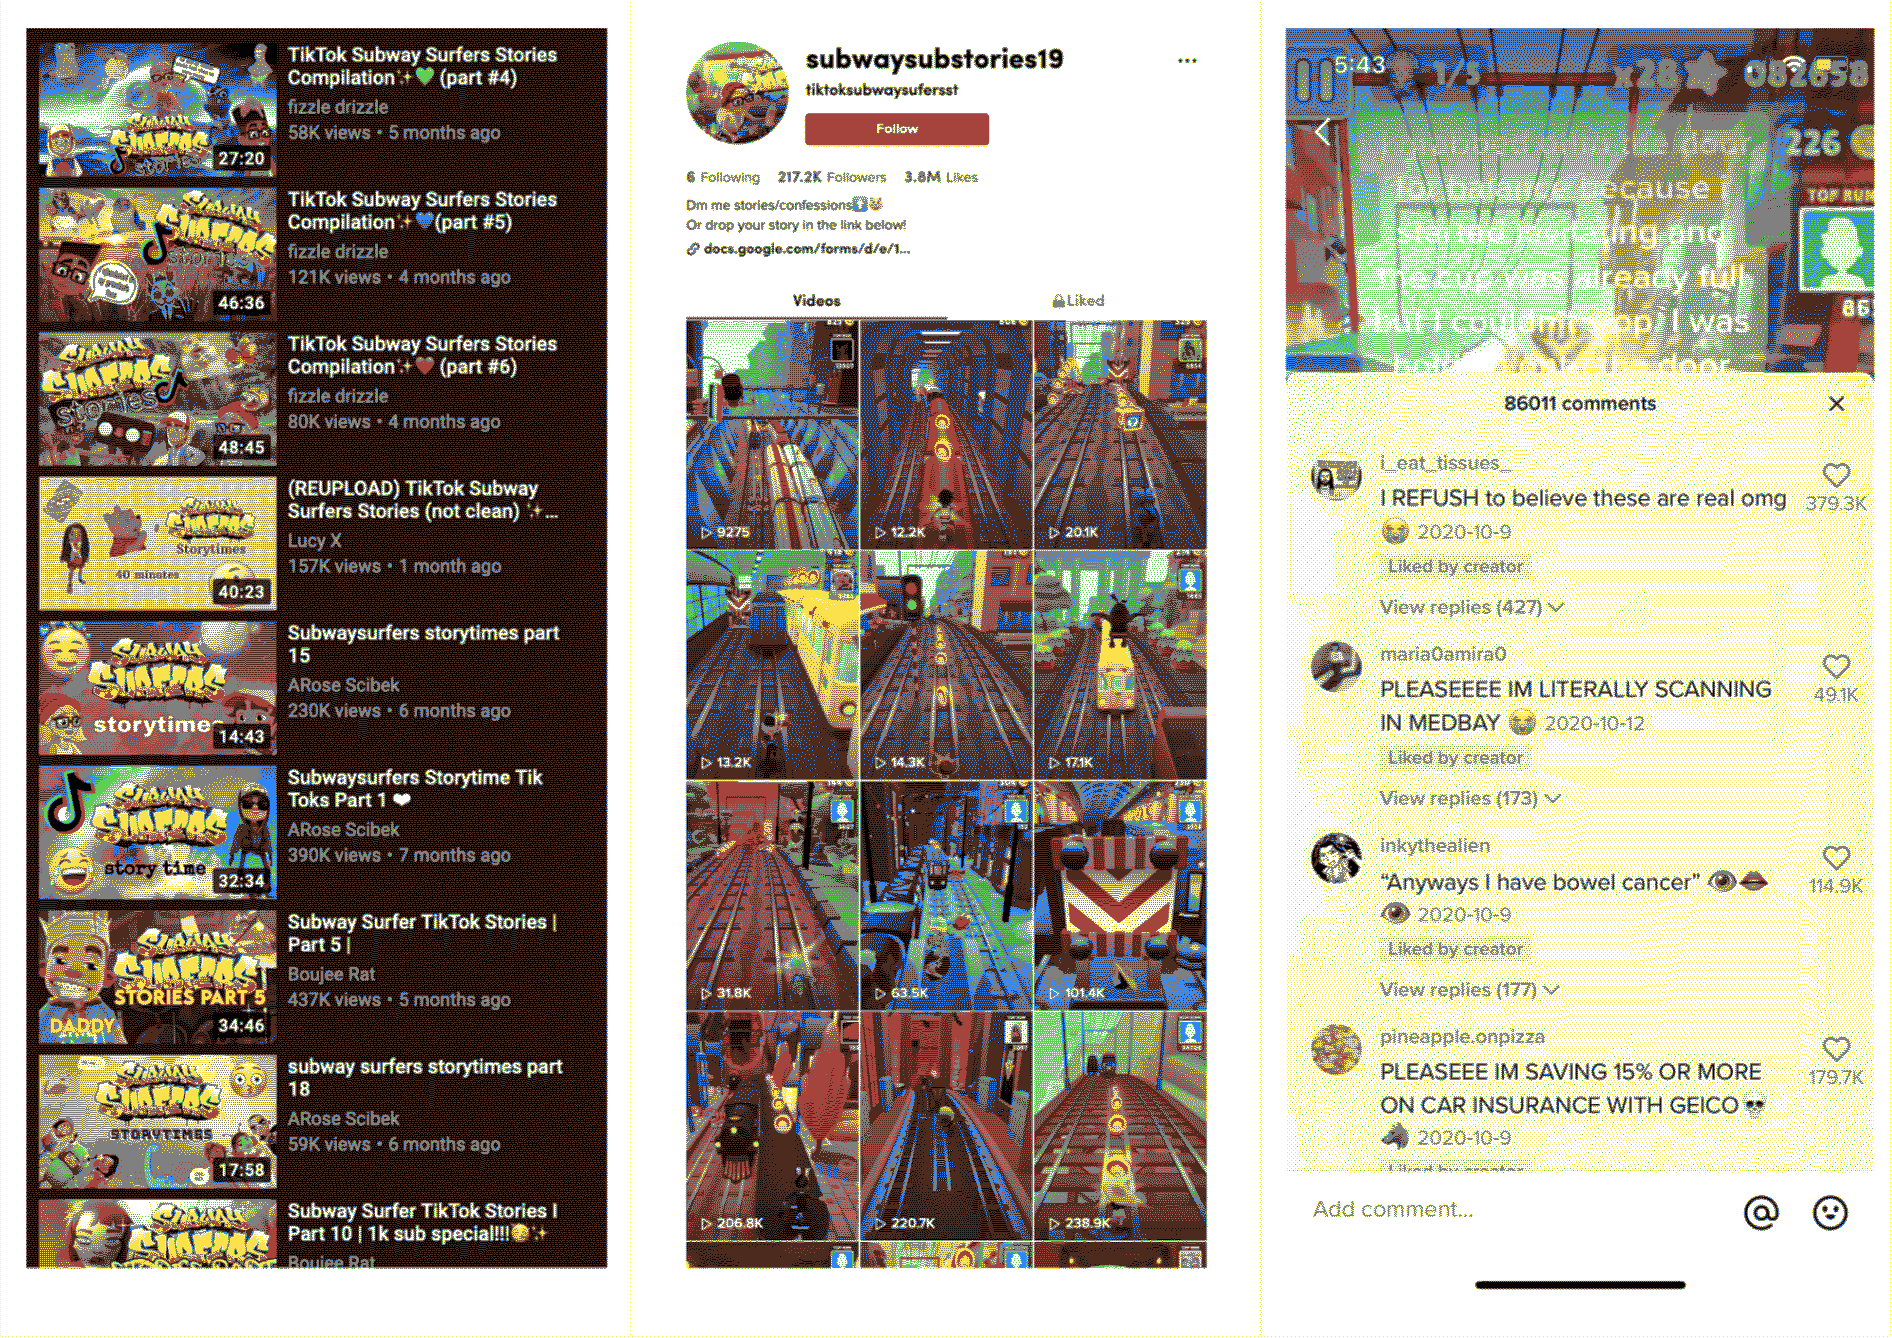 TikTok Subway Surfers Stories
Compilation✨💚 (part #4)
fizzle drizzle
58K views • 5 months ago
27:20
stories
TikTok Subway Surfers Stories
Compilation✨💙(part #5)
fizzle drizzle
121K views • 4 months ago
46:36
stories
TikTok Subway Surfers Stories
Compilation✨❤️ (part #6)
fizzle drizzle
80K views • 4 months ago
48:45
stories
(REUPLOAD) TikTok Subway
Surfers Stories (not clean) ✨...
Lucy X
157K views • 1 month ago
Storytimes
40 minutes
40:23
Subwaysurfers storytimes part
15
ARose Scibek
230K views • 6 months ago
storytimes
14:43
Subwaysurfers Storytime Tik
Toks Part 1 ❤
ARose Scibek
390K views • 7 months ago
story time
32:34
Subway Surfer TikTok Stories |
Part 5 |
Boujee Rat
437K views • 5 months ago
STORIES PART 5
DADDY
34:46
subway surfers storytimes part
18
ARose Scibek
59K views • 6 months ago
STORYTIMES
17:58
Subway Surfer TikTok Stories I
Part 10 | 1k sub special!!!😏✨
Boujee Rat
subwaysubstories19
tiktoksubwaysufersst
Follow
6 Following 217.2K Followers 3.8M Likes
Dm me stories/confessions
Or drop your story in the link below!
docs.google.com/forms/d/e/1...
Videos Liked
9275 12.2K 20.1K
13.2K 14.3K 17.1K
31.8K 63.5K 101.4K
206.8K 220.7K 238.9K
5:43
1/3 x28 082658
226
TOP RUN
86
the cup was already full
but I couldn't stop, i was
86011 comments
i_eat_tissues_
I REFUSH to believe these are real omg
379.3K
😭 2020-10-9
Liked by creator
View replies (427)
maria0amira0
PLEASEEEE IM LITERALLY SCANNING
49.1K
IN MEDBAY 😭 2020-10-12
Liked by creator
View replies (173)
inkythealien
“Anyways I have bowel cancer” 👁👄
114.9K
👁 2020-10-9
Liked by creator
View replies (177)
pineapple.onpizza
PLEASEEE IM SAVING 15% OR MORE
179.7K
ON CAR INSURANCE WITH GEICO 💀
2020-10-9
Liked by creator
Add comment...